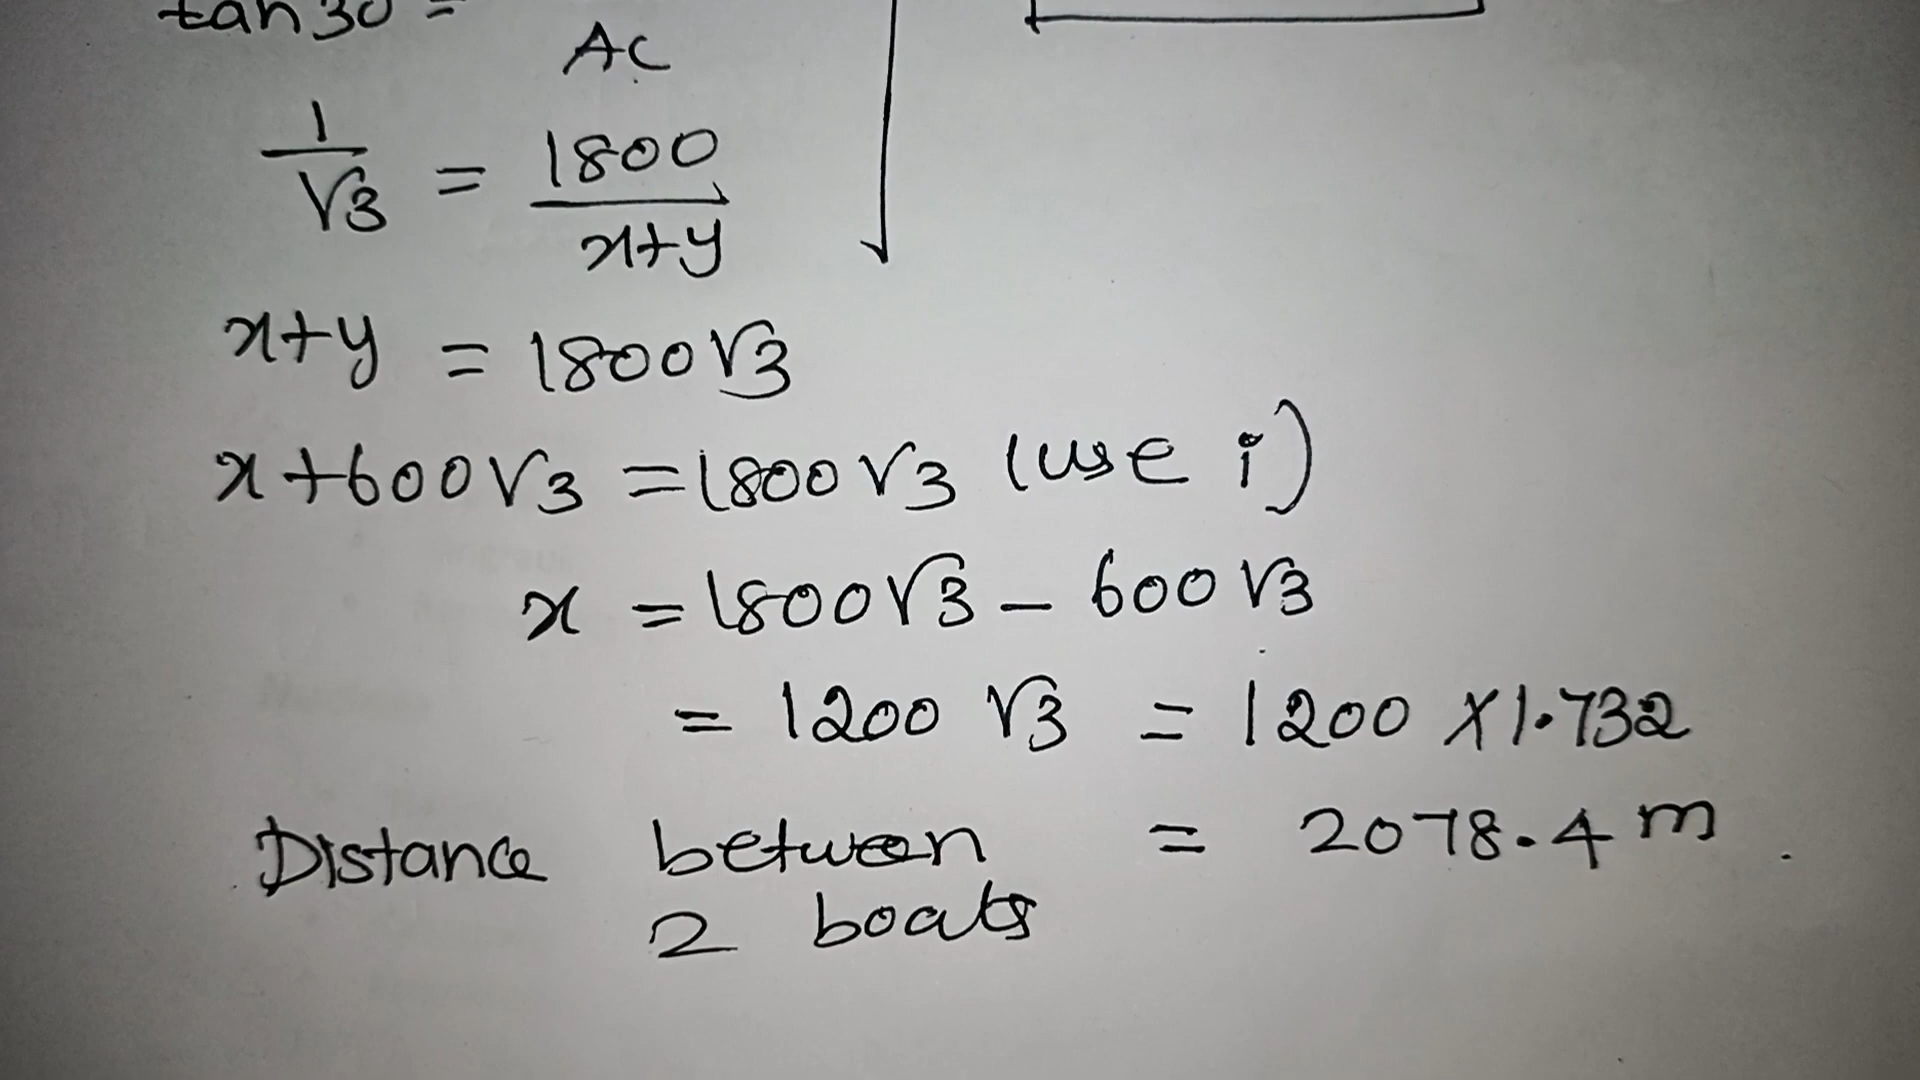 tan 30 =
AC
1/√3 = 1800/x+y
x+y = 1800√3
x+600√3 = 1800√3 (use i)
x = 1800√3 - 600√3
= 1200 √3 = 1200 x 1.732
Distance between = 2078.4 m.
2 boats